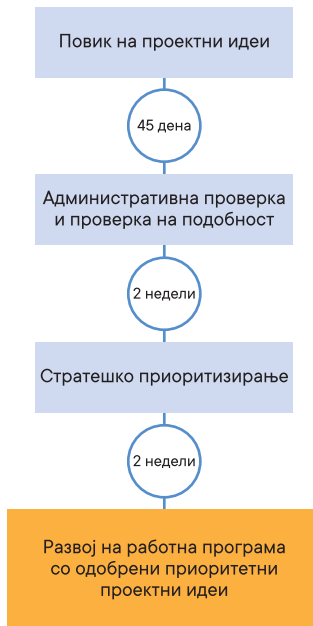 Повик на проектни идеи
45 дена
Административна проверка
и проверка на подобност
2 недели
Стратешко приоритизирање
2 недели
Развој на работна програма
со одобрени приоритетни
проектни идеи